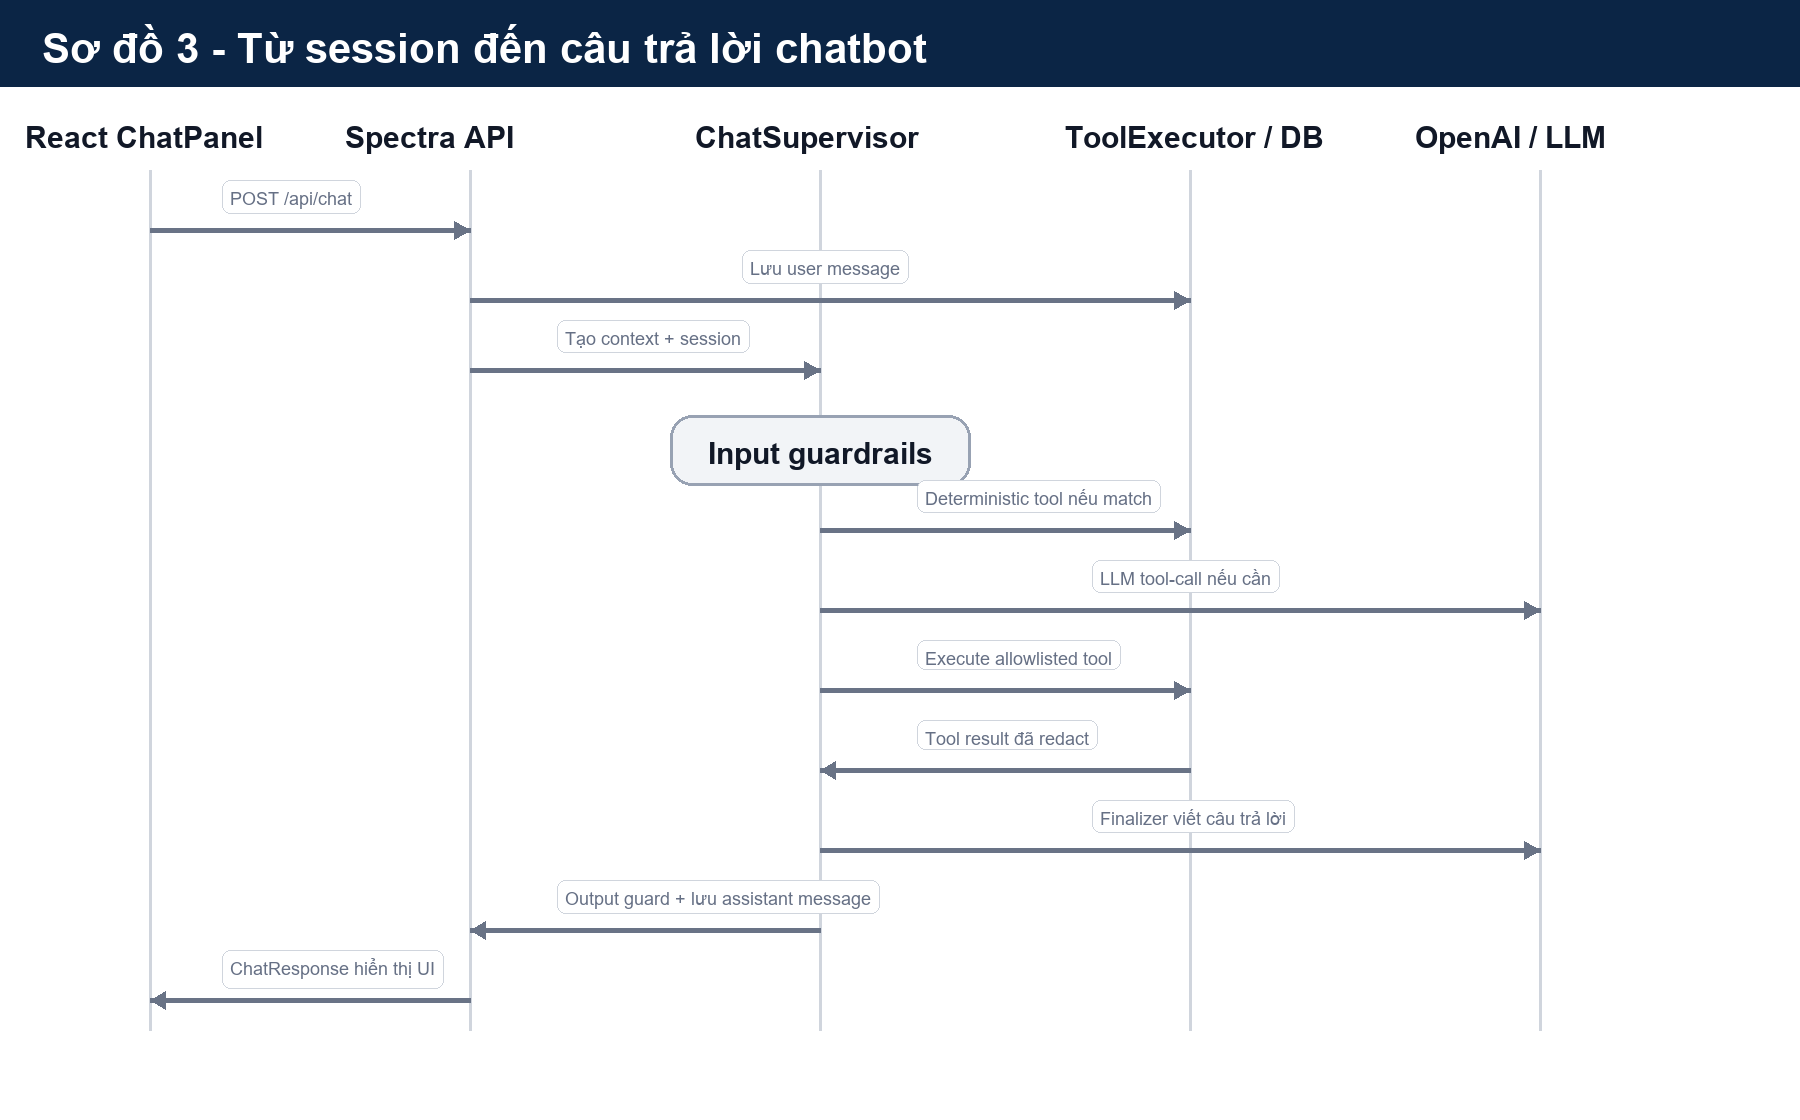 Sơ đồ 3 - Từ session đến câu trả lời chatbot
React ChatPanel
Spectra API
ChatSupervisor
ToolExecutor / DB
OpenAI / LLM
POST /api/chat
Lưu user message
Tạo context + session
Input guardrails
Deterministic tool nếu match
LLM tool-call nếu cần
Execute allowlisted tool
Tool result đã redact
Finalizer viết câu trả lời
Output guard + lưu assistant message
ChatResponse hiển thị UI